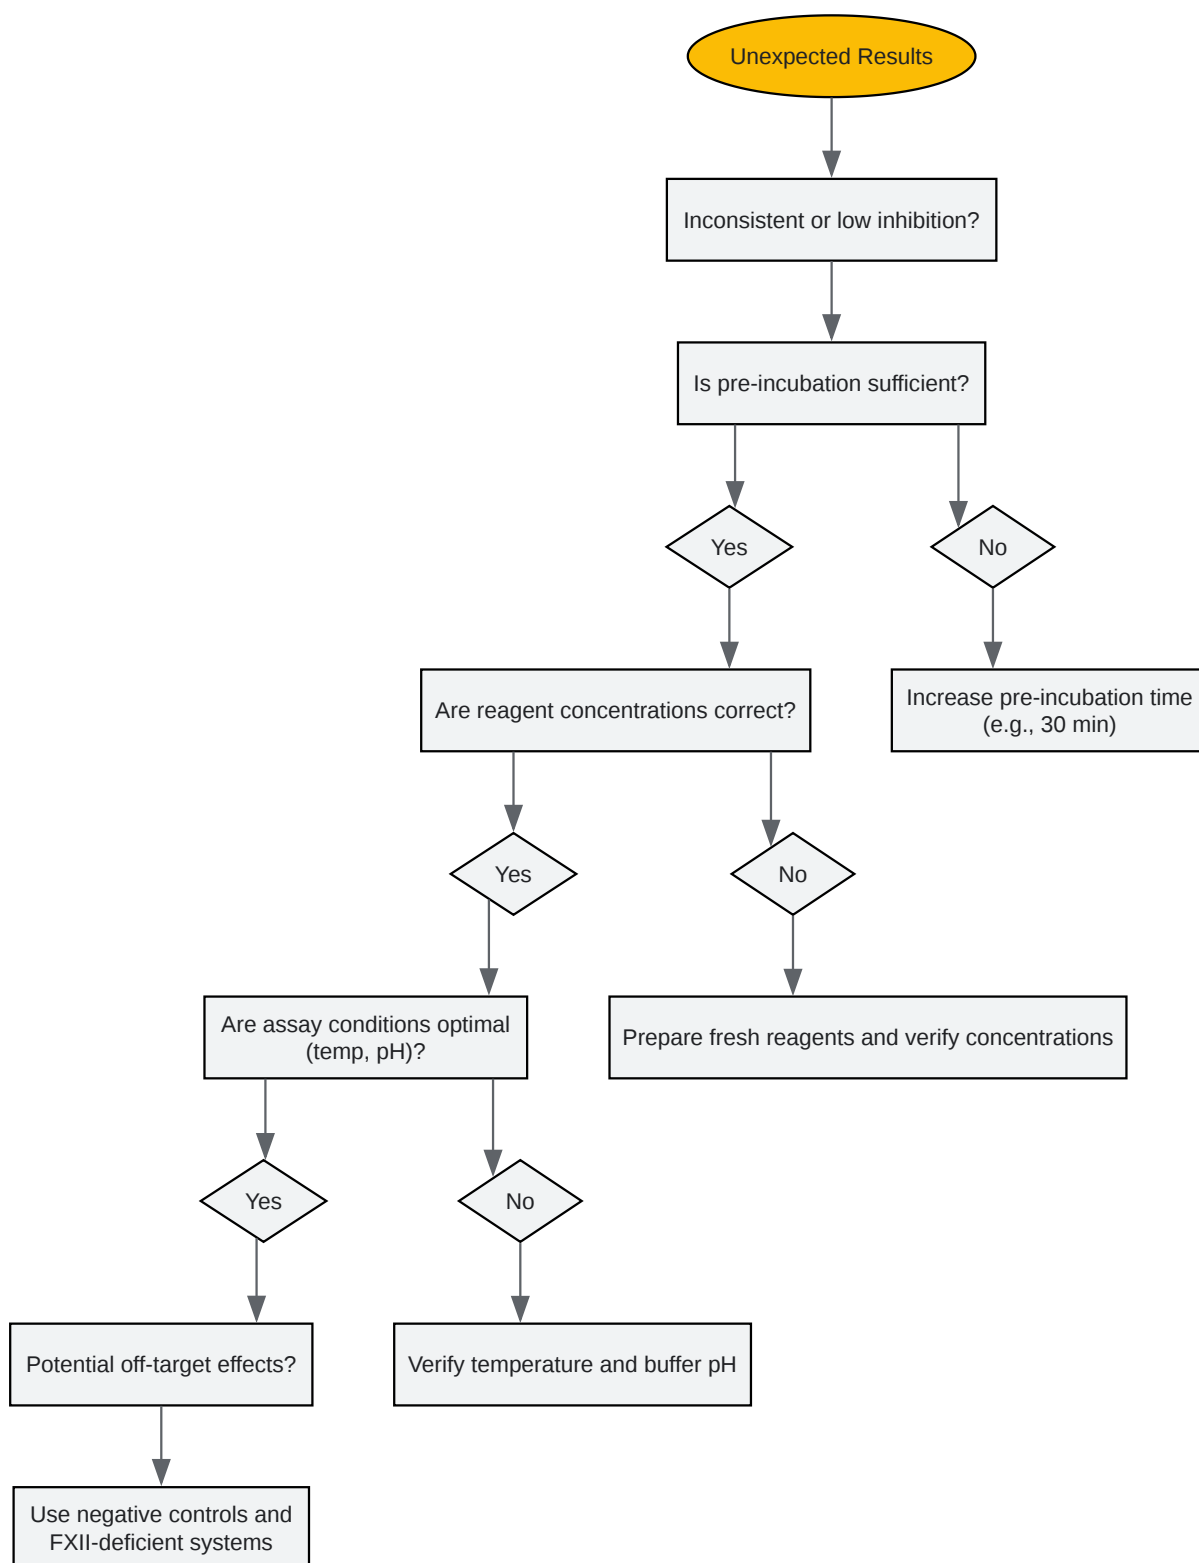 Unexpected Results
Inconsistent or low inhibition?
Is pre-incubation sufficient?
Yes
No
Are reagent concentrations correct?
Increase pre-incubation time
(e.g., 30 min)
Yes
No
Are assay conditions optimal
(temp, pH)?
Prepare fresh reagents and verify concentrations
Yes
No
Potential off-target effects?
Verify temperature and buffer pH
Use negative controls and
FXII-deficient systems